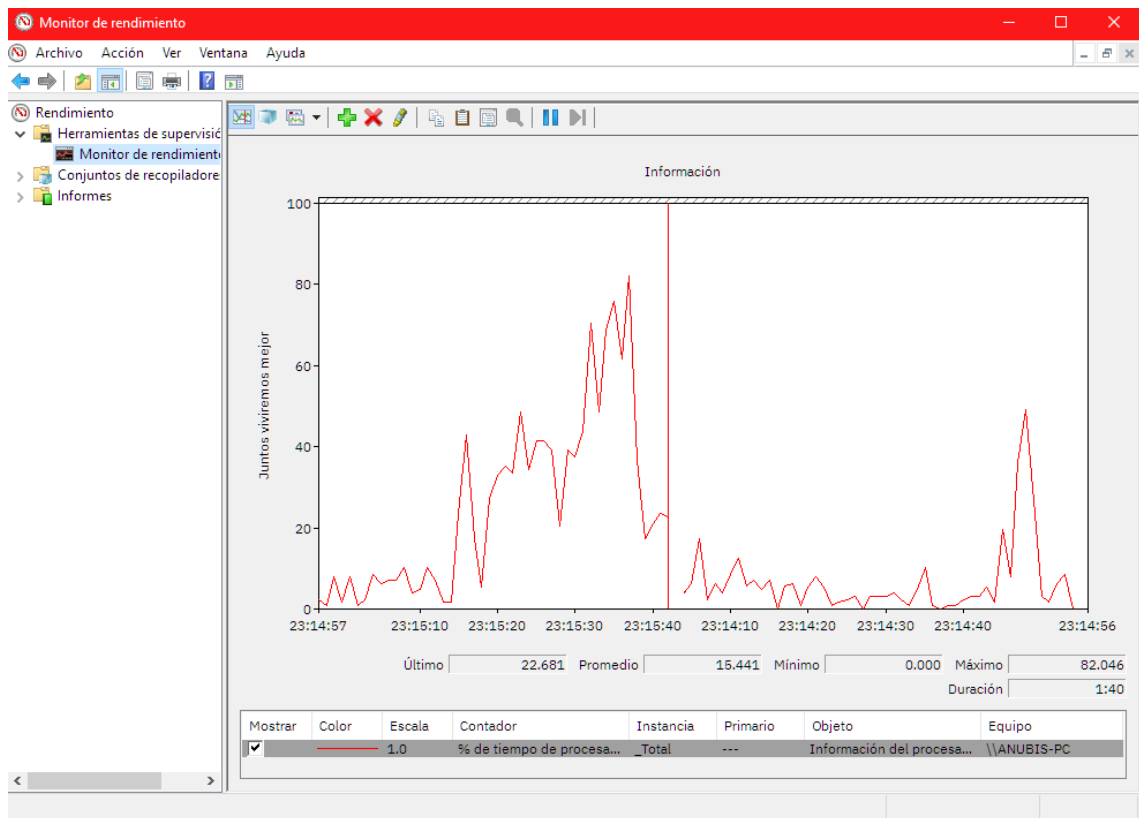 Monitor de rendimiento
Archivo Acción Ver Ventana Ayuda
Rendimiento
Herramientas de supervisió
Monitor de rendimient
Conjuntos de recopiladore
Informes
Información
Juntos viviremos mejor
100
80
60
40
20
0
23:14:57 23:15:10 23:15:20 23:15:30 23:15:40 23:14:10 23:14:20 23:14:30 23:14:40 23:14:56
Último 22.681 Promedio 15.441 Mínimo 0.000 Máximo 82.046
Duración 1:40
Mostrar Color Escala Contador Instancia Primario Objeto Equipo
1.0 % de tiempo de procesa... _Total --- Información del procesa... \\ANUBIS-PC